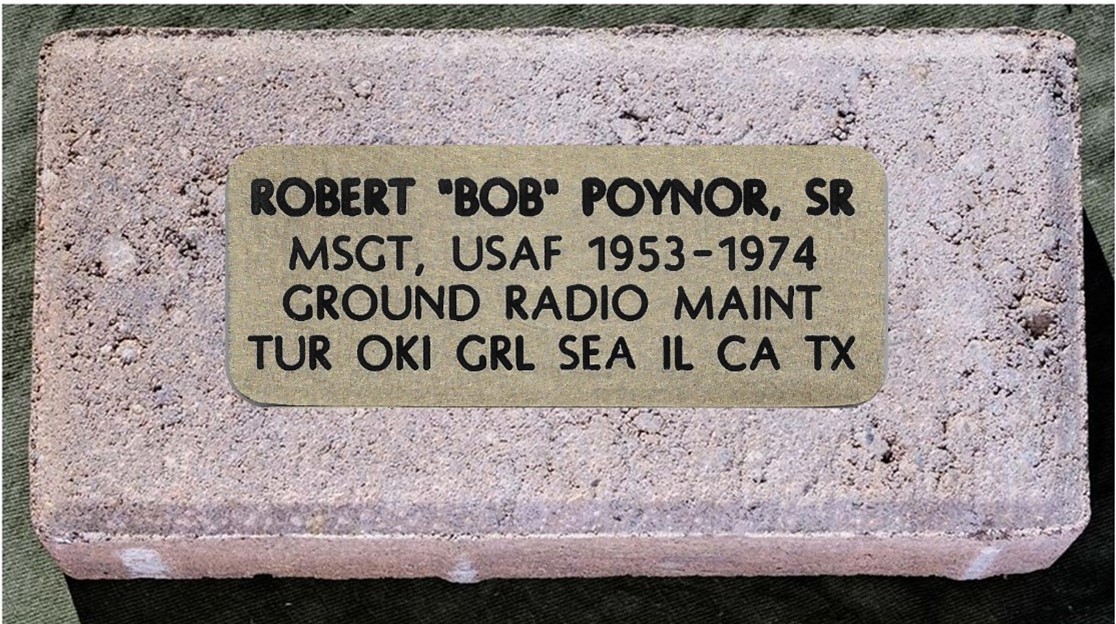 ROBERT "BOB" POYNOR, SR
MSGT, USAF 1953-1974
GROUND RADIO MAINT
TUR OKI GRL SEA IL CA TX